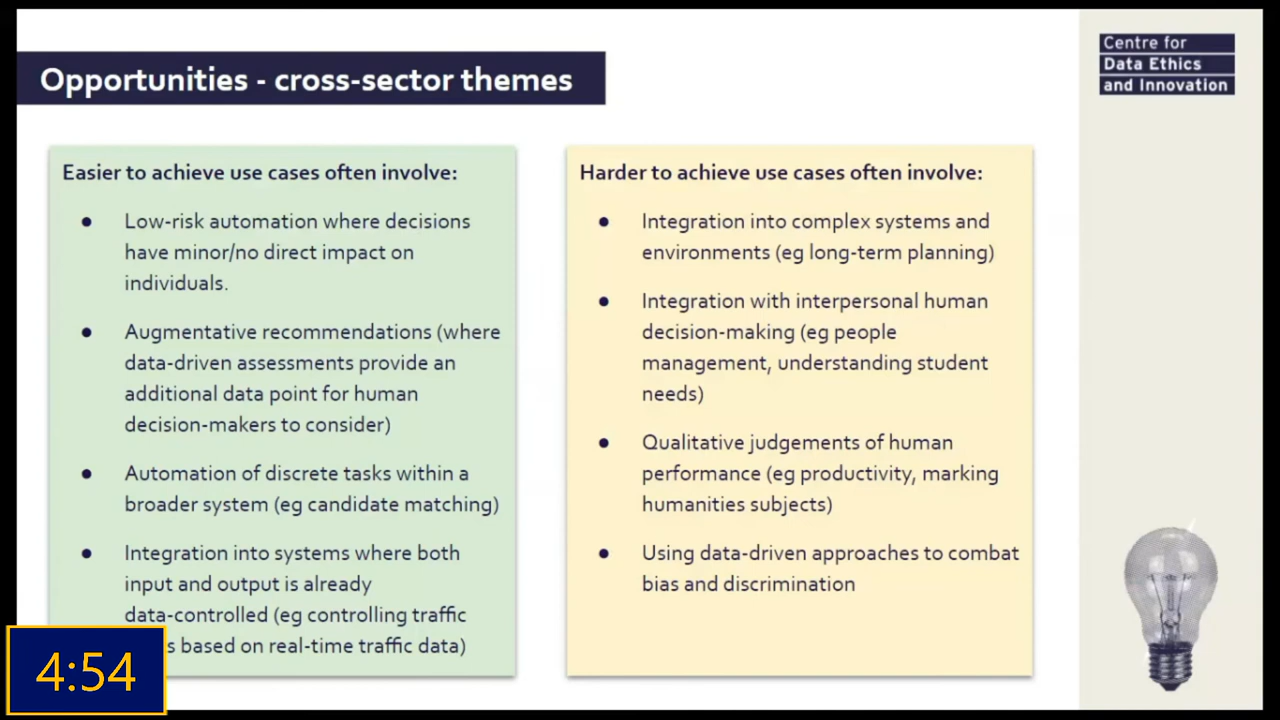 Opportunities - cross-sector themes
Centre for
Data Ethics
and Innovation
Easier to achieve use cases often involve:
● Low-risk automation where decisions
have minor/no direct impact on
individuals.
● Augmentative recommendations (where
data-driven assessments provide an
additional data point for human
decision-makers to consider)
● Automation of discrete tasks within a
broader system (eg candidate matching)
● Integration into systems where both
input and output is already
data-controlled (eg controlling traffic
based on real-time traffic data)
Harder to achieve use cases often involve:
● Integration into complex systems and
environments (eg long-term planning)
● Integration with interpersonal human
decision-making (eg people
management, understanding student
needs)
● Qualitative judgements of human
performance (eg productivity, marking
humanities subjects)
● Using data-driven approaches to combat
bias and discrimination
4:54